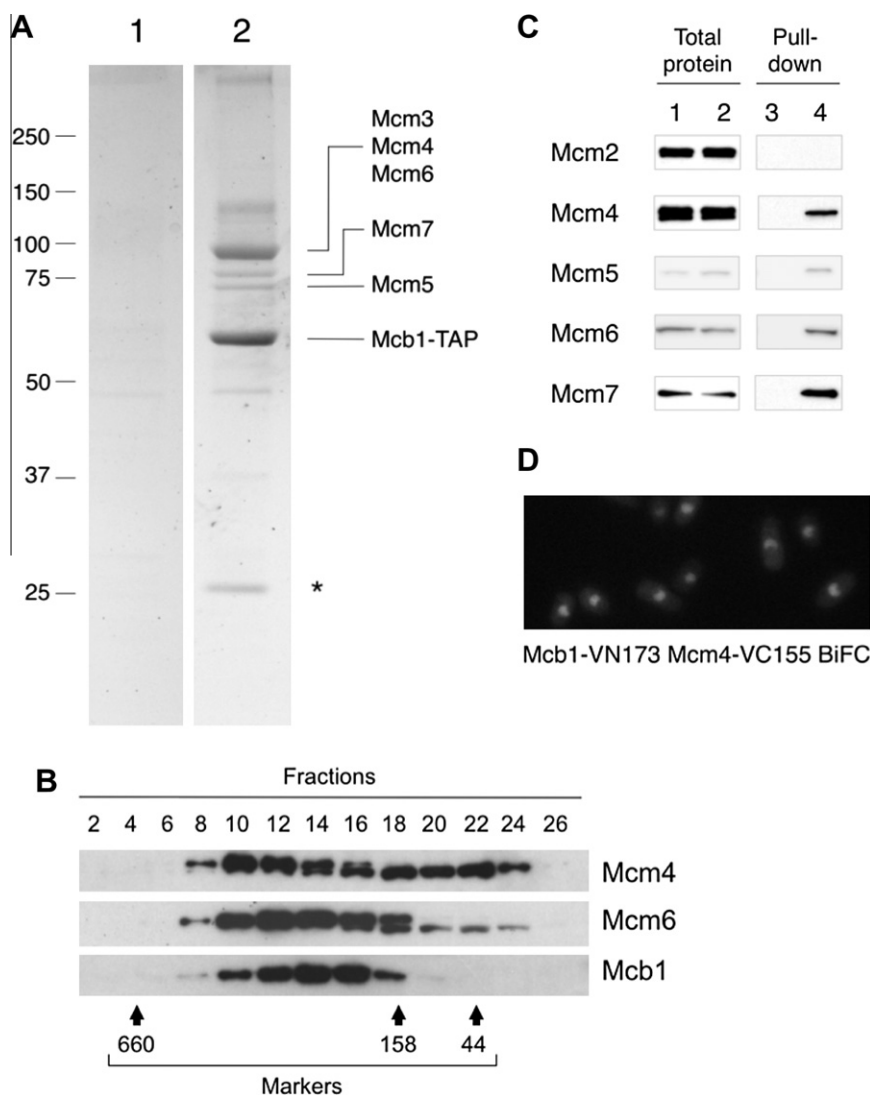 A
1 2
250
150
100
75
50
37
25
Mcm3
Mcm4
Mcm6
Mcm7
Mcm5
Mcb1-TAP
*
C
Total protein
Pull-down
1 2 3 4
Mcm2
Mcm4
Mcm5
Mcm6
Mcm7
D
Mcb1-VN173 Mcm4-VC155 BiFC
B
Fractions
2 4 6 8 10 12 14 16 18 20 22 24 26
Mcm4
Mcm6
Mcb1
660 158 44
Markers